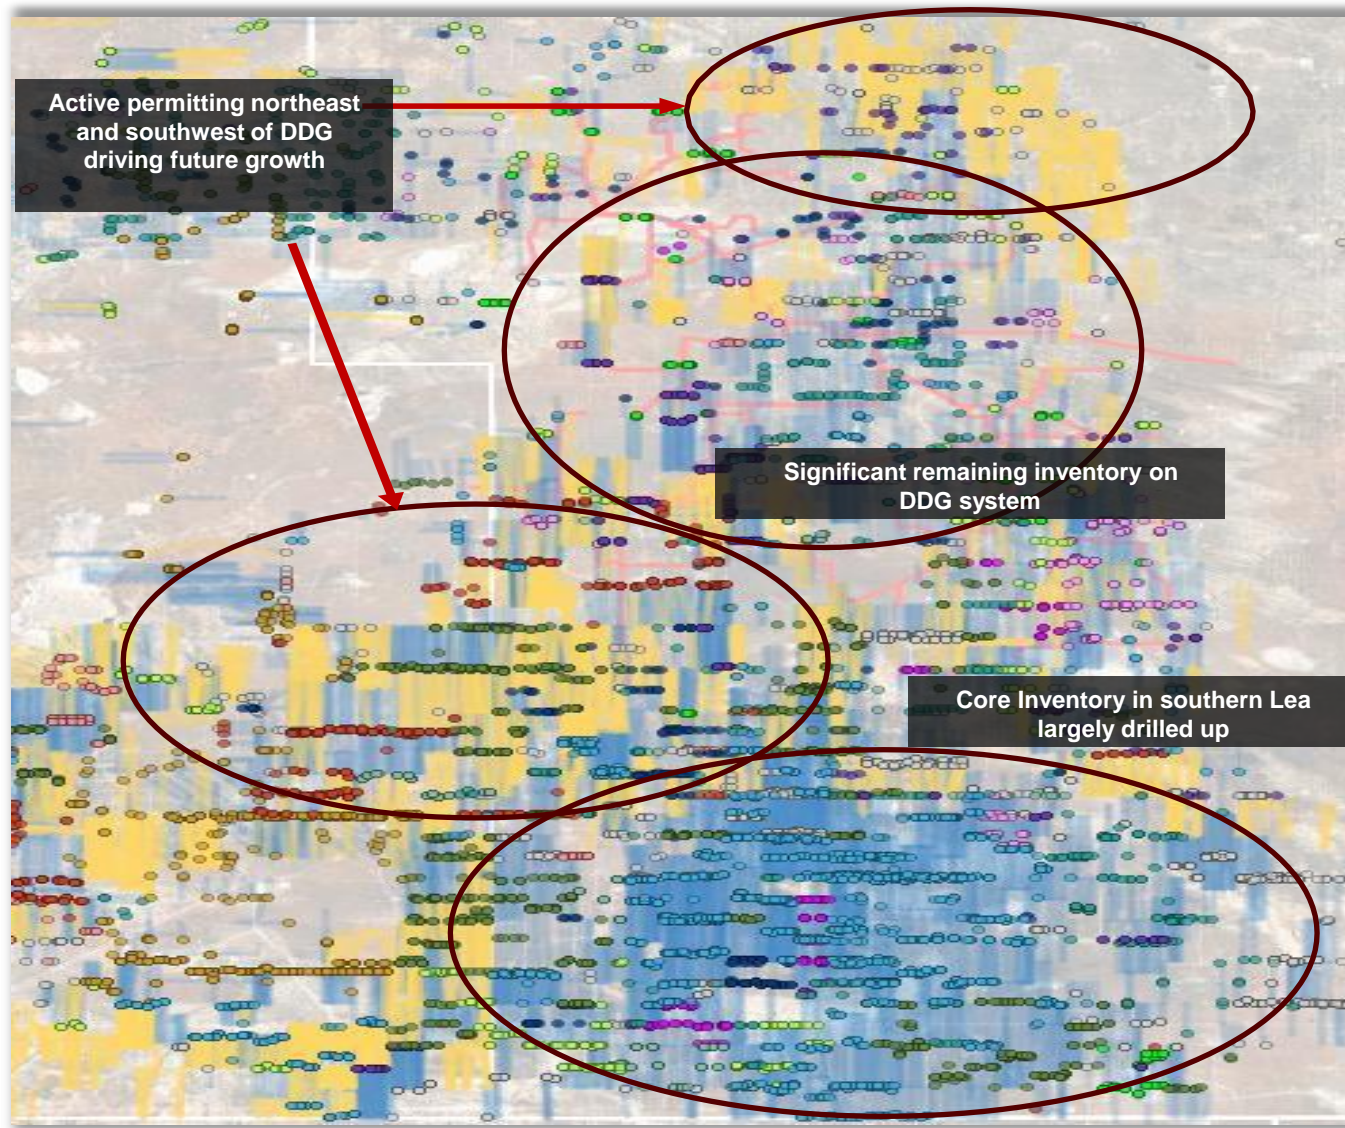 Active permitting northeast
and southwest of DDG
driving future growth
Significant remaining inventory on
DDG system
Core Inventory in southern Lea
largely drilled up